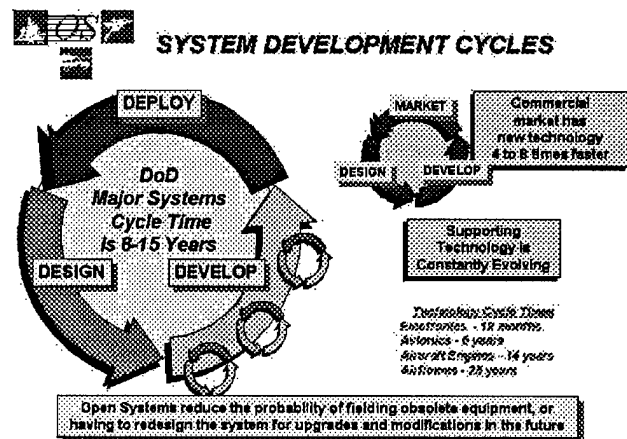 OS
SYSTEM DEVELOPMENT CYCLES
DEPLOY
DoD
Major Systems
Cycle Time
is 8-15 Years
DESIGN
DEVELOP
MARKET
DESIGN
DEVELOP
Commercial
market has
new technology
4 to 8 times faster
Supporting
Technology is
Constantly Evolving
Technology Cycle Times
Electronics - 18 months
Avionics - 6 years
Aircraft Engines - 14 years
Airframes - 25 years
Open Systems reduce the probability of fielding obsolete equipment, or
having to redesign the system for upgrades and modifications in the future